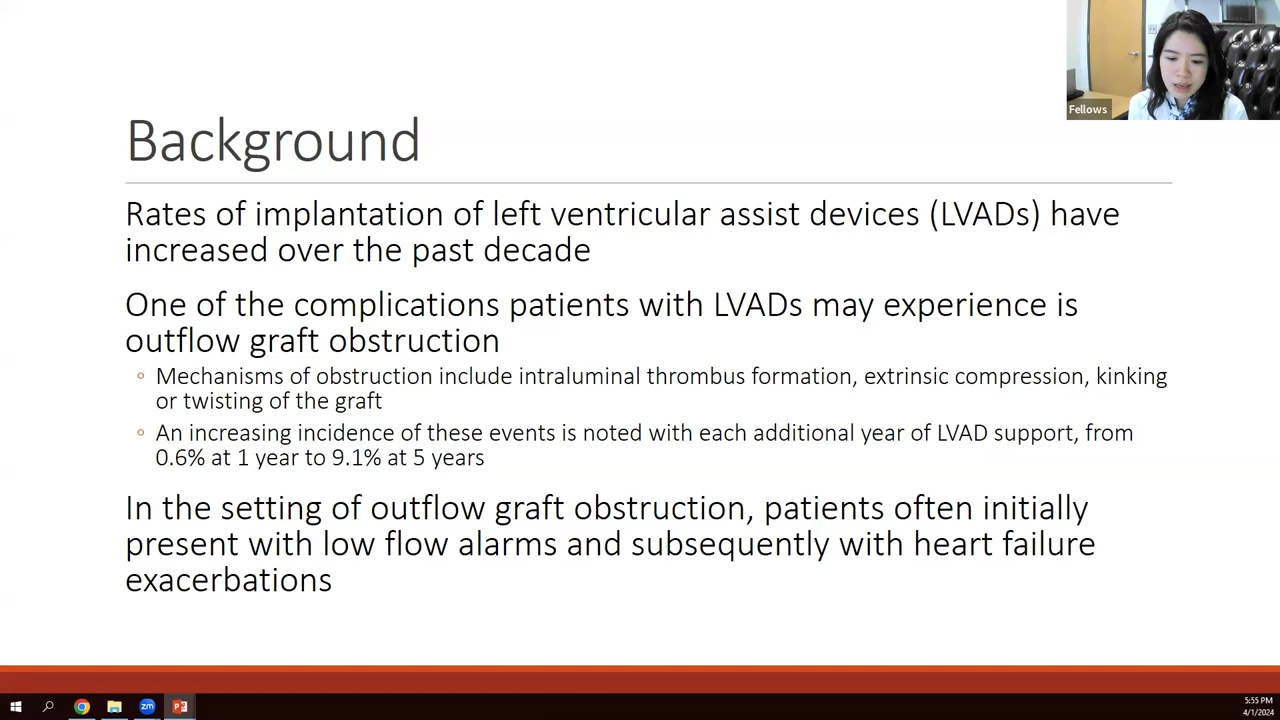 Fellows
Background
Rates of implantation of left ventricular assist devices (LVADs) have
increased over the past decade
One of the complications patients with LVADs may experience is
outflow graft obstruction
◦ Mechanisms of obstruction include intraluminal thrombus formation, extrinsic compression, kinking
or twisting of the graft
◦ An increasing incidence of these events is noted with each additional year of LVAD support, from
0.6% at 1 year to 9.1% at 5 years
In the setting of outflow graft obstruction, patients often initially
present with low flow alarms and subsequently with heart failure
exacerbations
zm
P
5:55 PM
4/1/2024